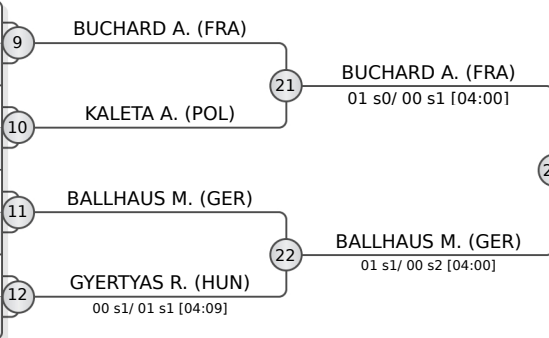 BUCHARD A. (FRA)
9
21
BUCHARD A. (FRA)
01 s0/ 00 s1 [04:00]
KALETA A. (POL)
10
2
BALLHAUS M. (GER)
11
22
BALLHAUS M. (GER)
01 s1/ 00 s2 [04:00]
GYERTYAS R. (HUN)
12
00 s1/ 01 s1 [04:09]